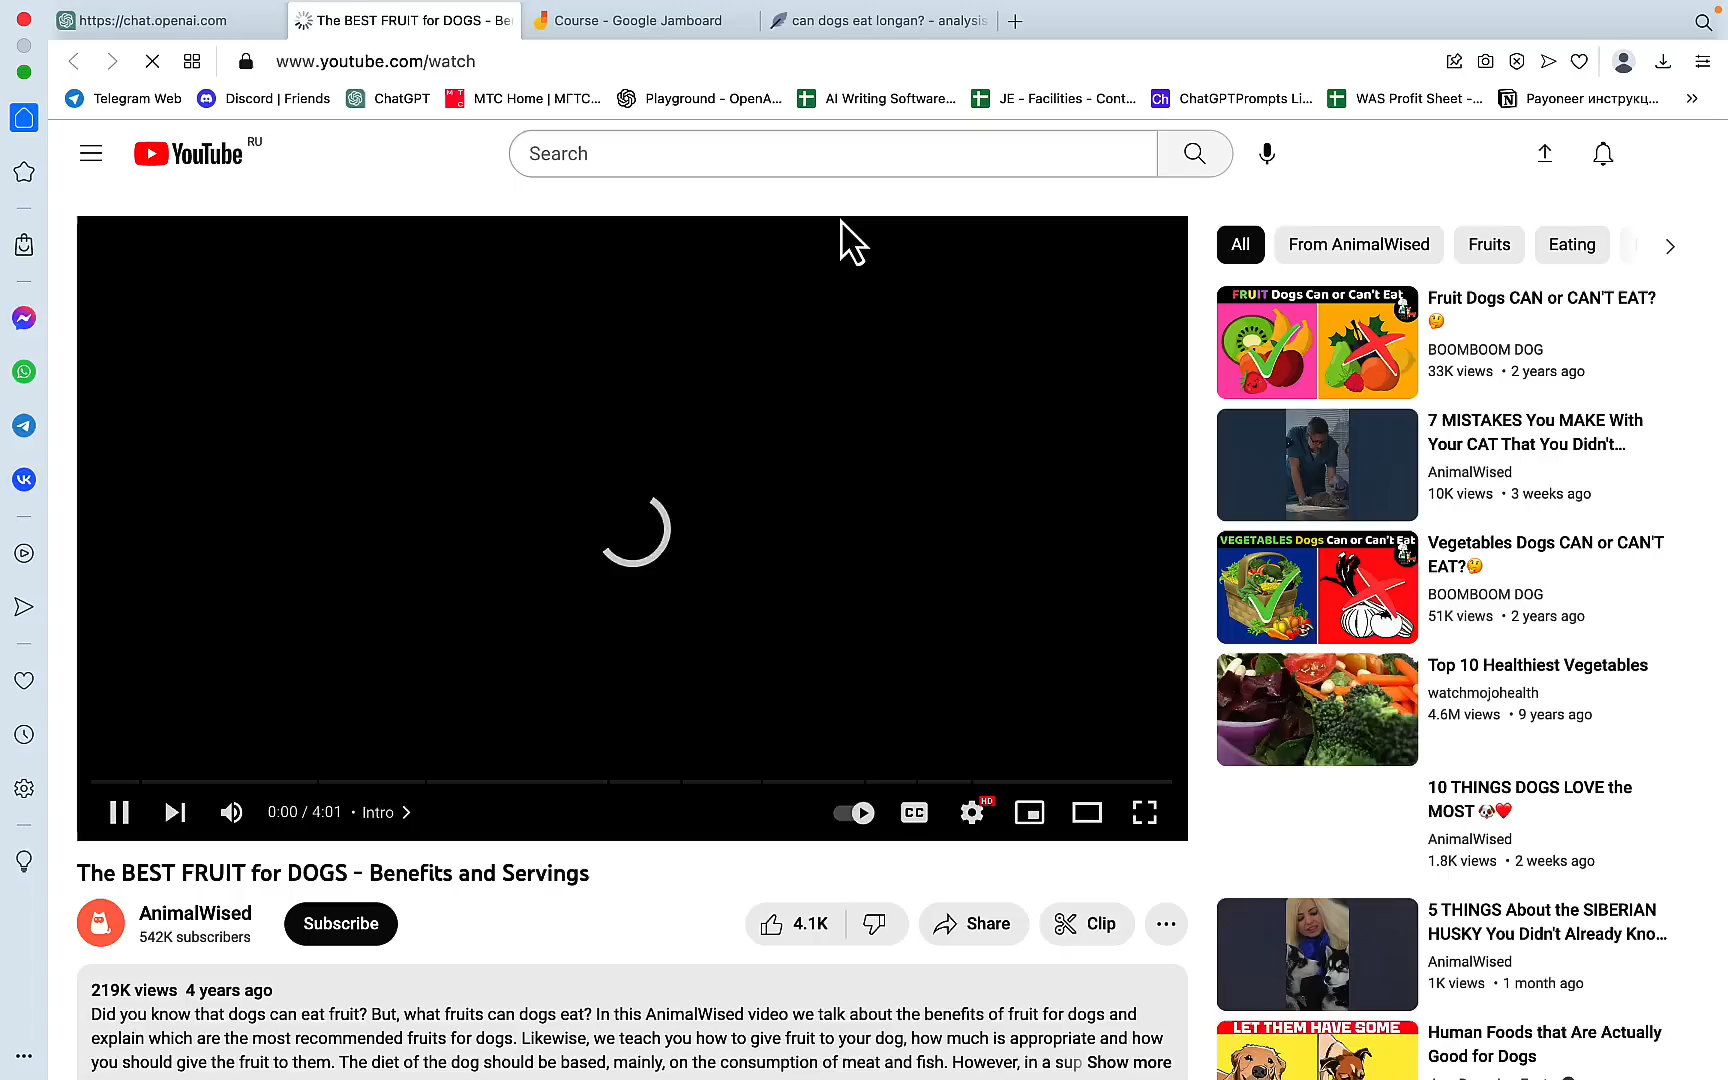 https://chat.openai.com
The BEST FRUIT for DOGS - Be
Course - Google Jamboard
can dogs eat longan? - analysis
www.youtube.com/watch
Telegram Web
Discord | Friends
ChatGPT
МТС Home | МГТС...
Playground - OpenA...
AI Writing Software...
JE - Facilities - Cont...
Ch
ChatGPTPrompts Li...
WAS Profit Sheet -...
Payoneer инструкц...
YouTube RU
Search
All
From AnimalWised
Fruits
Eating
FRUIT Dogs Can or Can't Eat
Fruit Dogs CAN or CAN'T EAT?
🤔
BOOMBOOM DOG
33K views • 2 years ago
7 MISTAKES You MAKE With
Your CAT That You Didn't...
AnimalWised
10K views • 3 weeks ago
VEGETABLES Dogs Can or Can't Eat
Vegetables Dogs CAN or CAN'T
EAT?🤔
BOOMBOOM DOG
51K views • 2 years ago
Top 10 Healthiest Vegetables
watchmojohealth
4.6M views • 9 years ago
10 THINGS DOGS LOVE the
MOST 🐶❤️
AnimalWised
1.8K views • 2 weeks ago
5 THINGS About the SIBERIAN
HUSKY You Didn't Already Kno...
AnimalWised
1K views • 1 month ago
LET THEM HAVE SOME
Human Foods that Are Actually
Good for Dogs
0:00 / 4:01 • Intro
CC
HD
The BEST FRUIT for DOGS - Benefits and Servings
AnimalWised
542K subscribers
Subscribe
4.1K
Share
Clip
219K views 4 years ago
Did you know that dogs can eat fruit? But, what fruits can dogs eat? In this AnimalWised video we talk about the benefits of fruit for dogs and
explain which are the most recommended fruits for dogs. Likewise, we teach you how to give fruit to your dog, how much is appropriate and how
you should give the fruit to them. The diet of the dog should be based, mainly, on the consumption of meat and fish. However, in a sup Show more